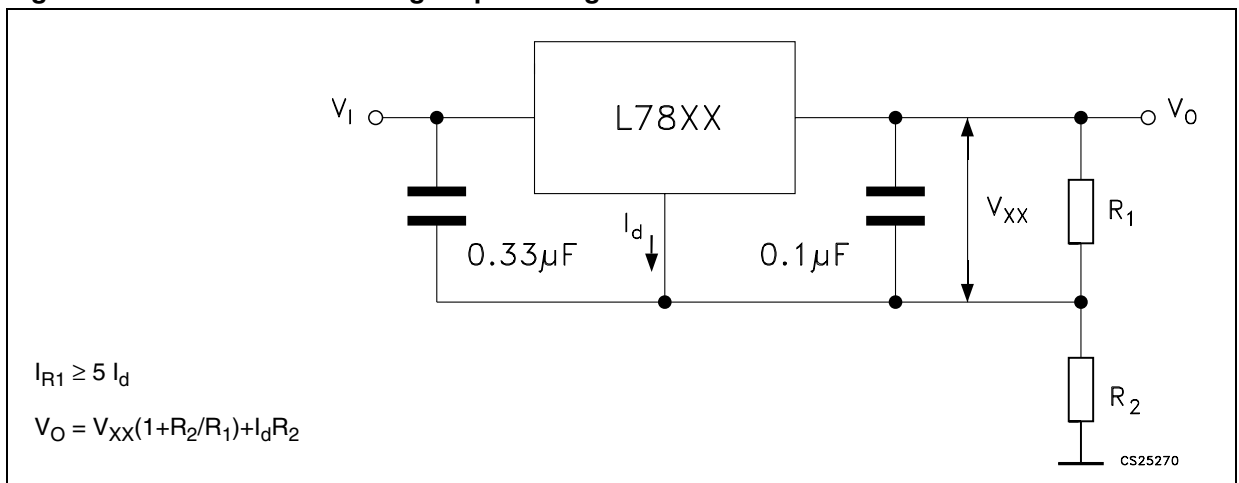 L78XX
V_I
V_O
I_d
V_XX
R_1
0.33µF
0.1µF
I_R1 ≥ 5 I_d
R_2
V_O = V_XX(1+R_2/R_1)+I_dR_2
CS25270